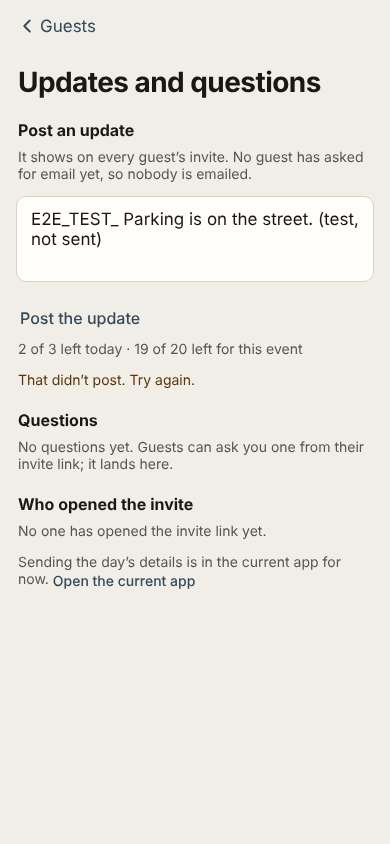 Guests
Updates and questions
Post an update
It shows on every guest’s invite. No guest has asked
for email yet, so nobody is emailed.
E2E_TEST_ Parking is on the street. (test,
not sent)
Post the update
2 of 3 left today · 19 of 20 left for this event
That didn’t post. Try again.
Questions
No questions yet. Guests can ask you one from their
invite link; it lands here.
Who opened the invite
No one has opened the invite link yet.
Sending the day’s details is in the current app for
now. Open the current app